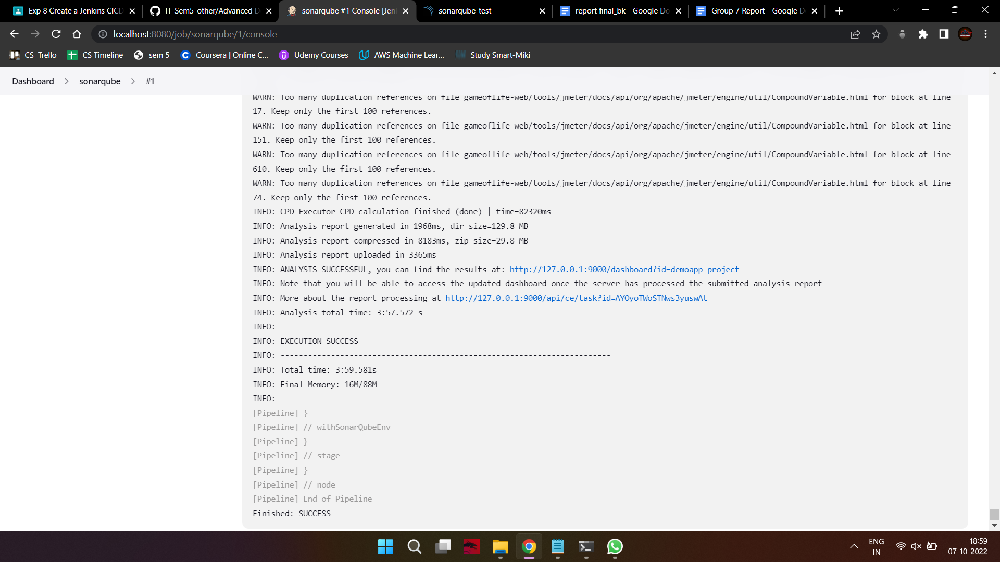 Exp 8 Create a Jenkins CICD
IT-Sem5-other/Advanced D
sonarqube #1 Console [Jen
sonarqube-test
report final_bk - Google Do
Group 7 Report - Google D
localhost:8080/job/sonarqube/1/console
CS Trello
CS Timeline
sem 5
Coursera | Online C...
Udemy Courses
AWS Machine Lear...
Study Smart-Miki
Dashboard > sonarqube > #1
WARN: Too many duplication references on file gameoflife-web/tools/jmeter/docs/api/org/apache/jmeter/engine/util/CompoundVariable.html for block at line
17. Keep only the first 100 references.
WARN: Too many duplication references on file gameoflife-web/tools/jmeter/docs/api/org/apache/jmeter/engine/util/CompoundVariable.html for block at line
151. Keep only the first 100 references.
WARN: Too many duplication references on file gameoflife-web/tools/jmeter/docs/api/org/apache/jmeter/engine/util/CompoundVariable.html for block at line
610. Keep only the first 100 references.
WARN: Too many duplication references on file gameoflife-web/tools/jmeter/docs/api/org/apache/jmeter/engine/util/CompoundVariable.html for block at line
74. Keep only the first 100 references.
INFO: CPD Executor CPD calculation finished (done) | time=82320ms
INFO: Analysis report generated in 1968ms, dir size=129.8 MB
INFO: Analysis report compressed in 8183ms, zip size=29.8 MB
INFO: Analysis report uploaded in 3365ms
INFO: ANALYSIS SUCCESSFUL, you can find the results at: http://127.0.0.1:9000/dashboard?id=demoapp-project
INFO: Note that you will be able to access the updated dashboard once the server has processed the submitted analysis report
INFO: More about the report processing at http://127.0.0.1:9000/api/ce/task?id=AYOyoTWoSTNws3yuswAt
INFO: Analysis total time: 3:57.572 s
INFO: ------------------------------------------------------------------------
INFO: EXECUTION SUCCESS
INFO: ------------------------------------------------------------------------
INFO: Total time: 3:59.581s
INFO: Final Memory: 16M/88M
INFO: ------------------------------------------------------------------------
[Pipeline] }
[Pipeline] // withSonarQubeEnv
[Pipeline] }
[Pipeline] // stage
[Pipeline] }
[Pipeline] // node
[Pipeline] End of Pipeline
Finished: SUCCESS
ENG
IN
18:59
07-10-2022